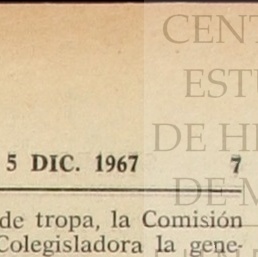 CENT
ESTU
DE HI
DE M
5 DIC. 1967 7
de tropa, la Comisión
Colegisladora la gene-